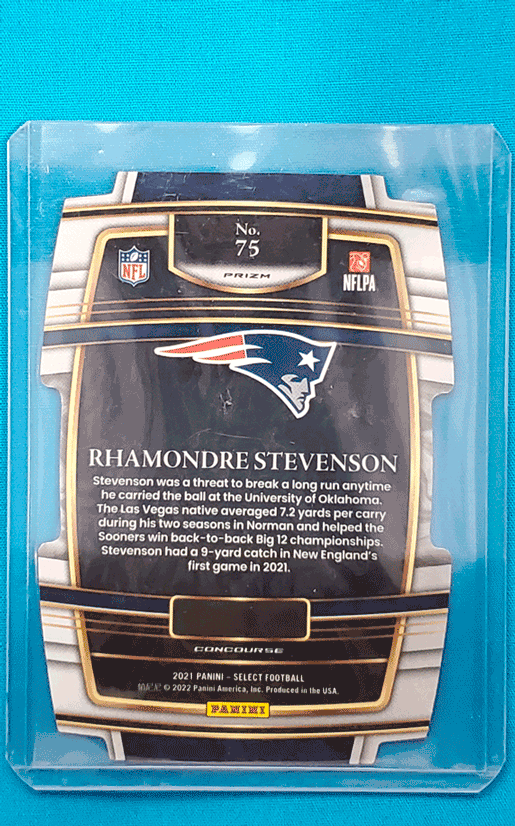 No.
75
PRIZM
NFL
NFLPA
RHAMONDRE STEVENSON
Stevenson was a threat to break a long run anytime
he carried the ball at the University of Oklahoma.
The Las Vegas native averaged 7.2 yards per carry
during his two seasons in Norman and helped the
Sooners win back-to-back Big 12 championships.
Stevenson had a 9-yard catch in New England's
first game in 2021.
CONCOURSE
2021 PANINI – SELECT FOOTBALL
© 2022 Panini America, Inc. Produced in the USA.
PANINI